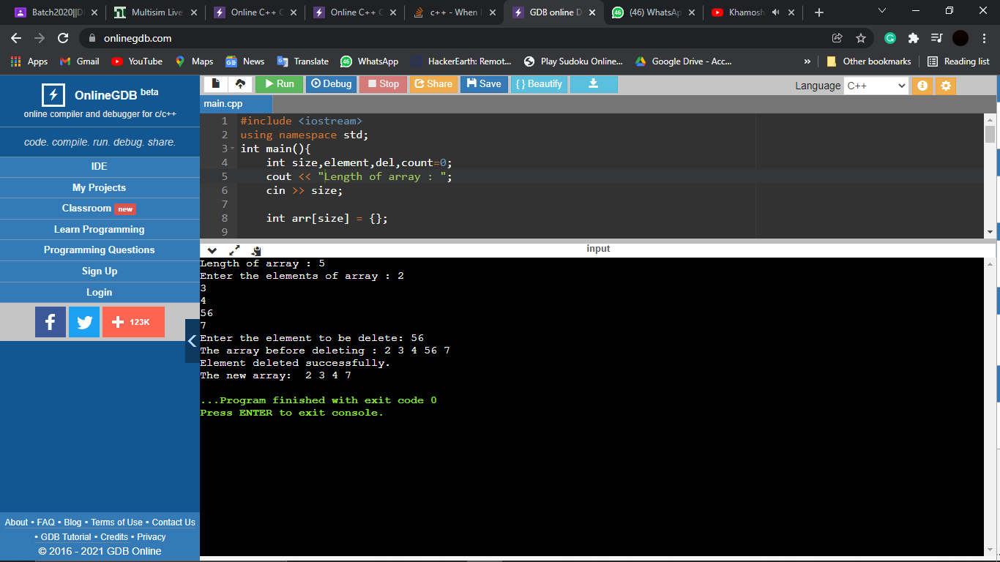 Batch2020||D
Multisim Live
Online C++ C
Online C++ C
c++ - When
GDB online D
(46) WhatsAp
Khamosh
onlinegdb.com
Apps
Gmail
YouTube
Maps
News
Translate
WhatsApp
HackerEarth: Remot...
Play Sudoku Online...
Google Drive - Acc...
»
Other bookmarks
Reading list
OnlineGDB beta
online compiler and debugger for c/c++
code. compile. run. debug. share.
IDE
My Projects
Classroom new
Learn Programming
Programming Questions
Sign Up
Login
123K
About • FAQ • Blog • Terms of Use • Contact Us
• GDB Tutorial • Credits • Privacy
© 2016 - 2021 GDB Online
Run
Debug
Stop
Share
Save
{ } Beautify
Language C++
main.cpp
1 #include <iostream>
2 using namespace std;
3 int main(){
4 int size,element,del,count=0;
5 cout << "Length of array : ";
6 cin >> size;
7
8 int arr[size] = {};
9
input
Length of array : 5
Enter the elements of array : 2
3
4
56
7
Enter the element to be delete: 56
The array before deleting : 2 3 4 56 7
Element deleted successfully.
The new array:  2 3 4 7
...Program finished with exit code 0
Press ENTER to exit console.